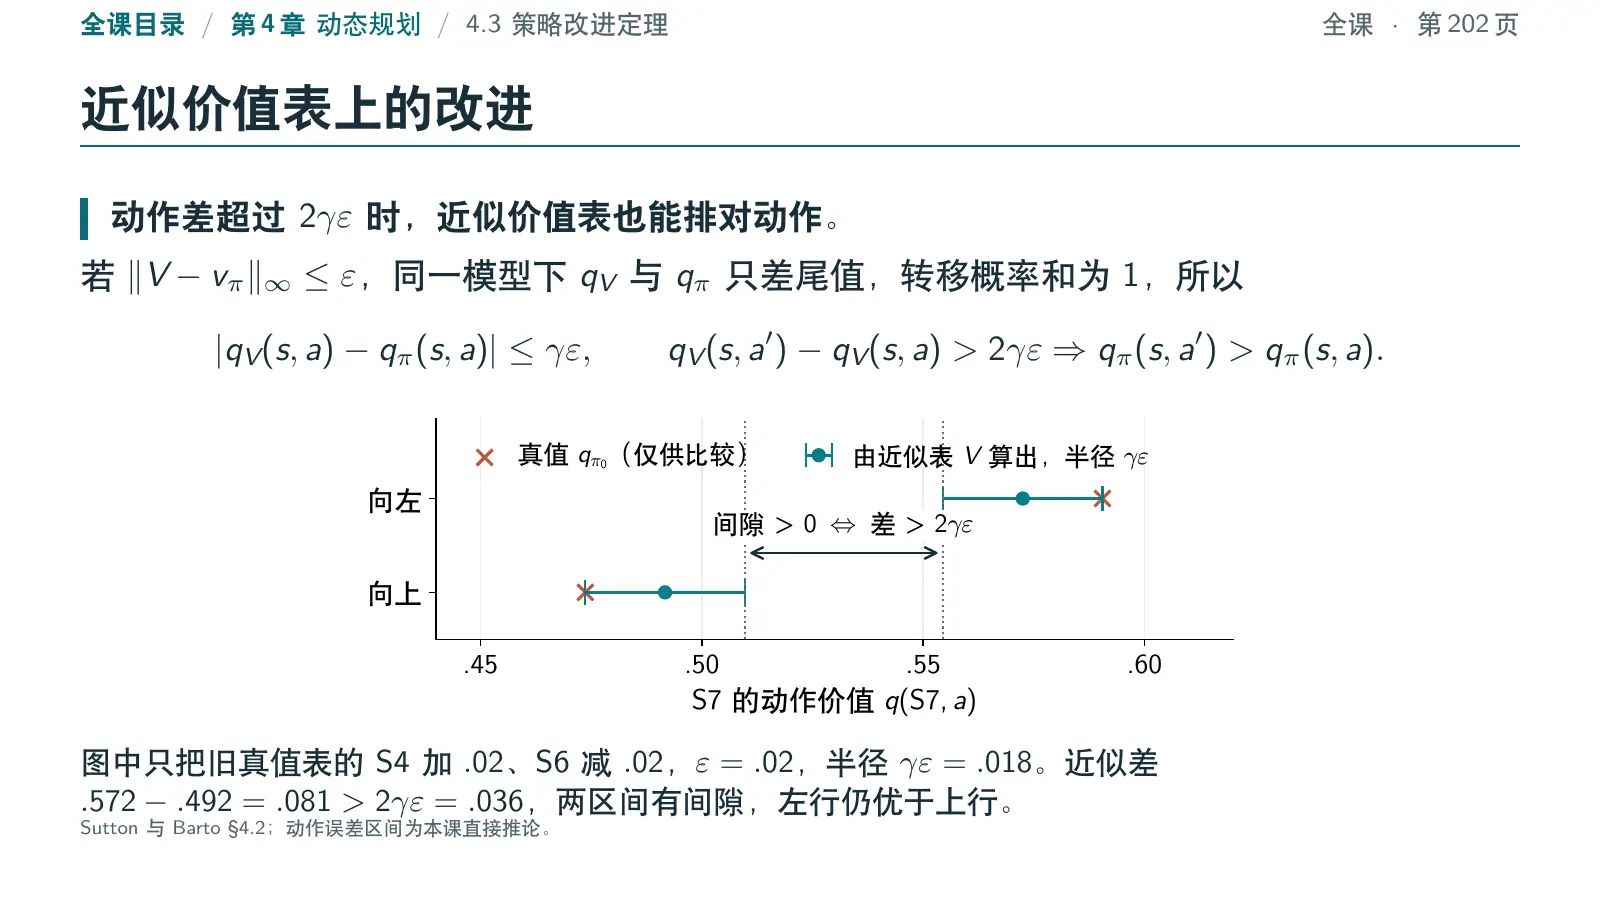 全课目录 / 第 4 章 动态规划 / 4.3 策略改进定理
全课 · 第 202 页
近似价值表上的改进
动作差超过 2γε 时，近似价值表也能排对动作。
若 ‖V − v_π‖_∞ ≤ ε，同一模型下 q_V 与 q_π 只差尾值，转移概率和为 1，所以
|q_V(s, a) − q_π(s, a)| ≤ γε, q_V(s, a′) − q_V(s, a) > 2γε ⇒ q_π(s, a′) > q_π(s, a).
真值 q_{π_0}（仅供比较）
由近似表 V 算出，半径 γε
向左
间隙 > 0 ⇔ 差 > 2γε
向上
.45 .50 .55 .60
S7 的动作价值 q(S7, a)
图中只把旧真值表的 S4 加 .02、S6 减 .02，ε = .02，半径 γε = .018。近似差
.572 − .492 = .081 > 2γε = .036，两区间有间隙，左行仍优于上行。
Sutton 与 Barto §4.2；动作误差区间为本课直接推论。